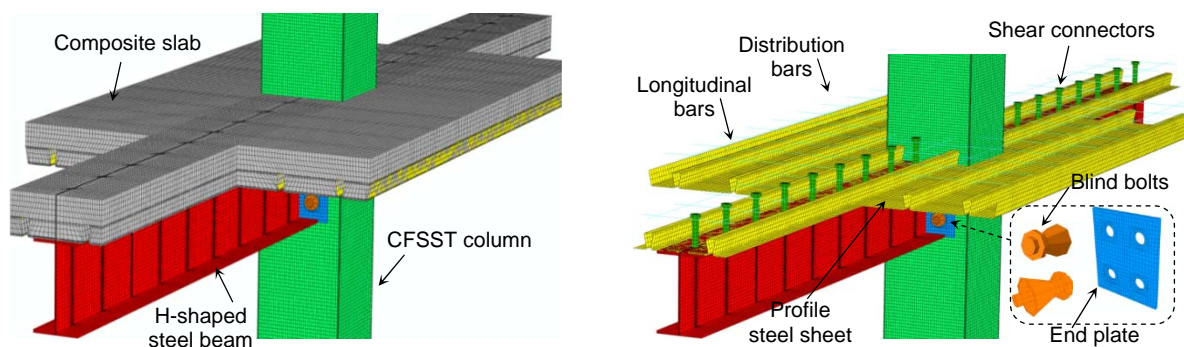 Composite slab
CFSST column
H-shaped
steel beam
Distribution
bars
Shear connectors
Longitudinal
bars
Blind bolts
Profile
steel sheet
End plate